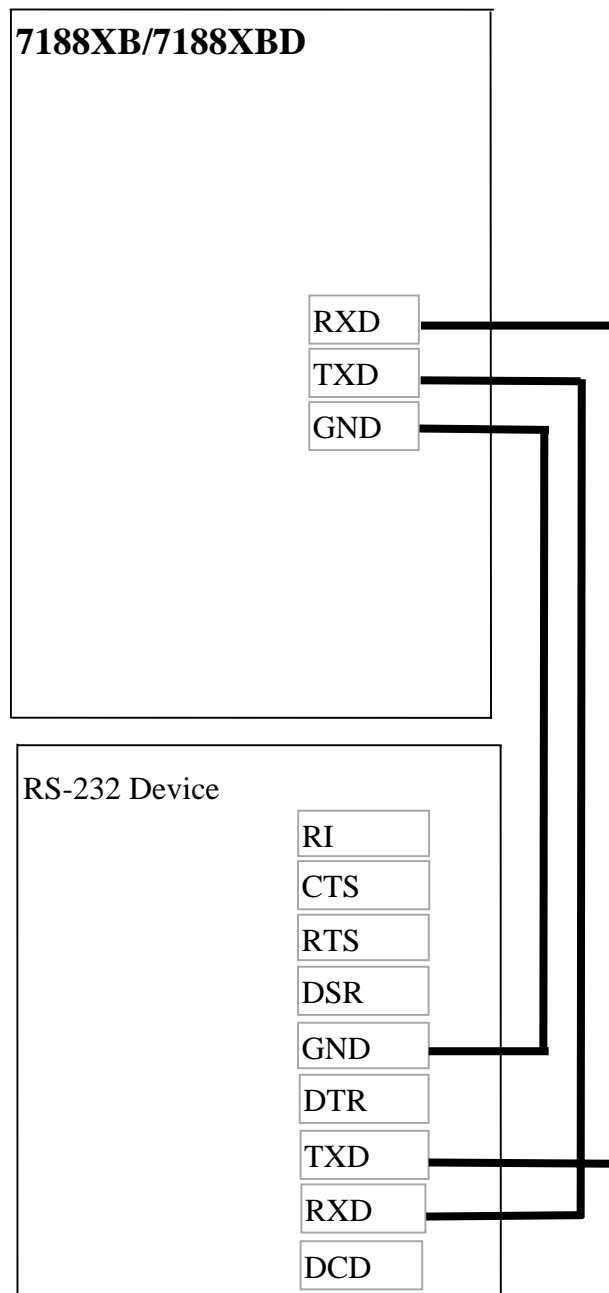 7188XB/7188XBD
RXD
TXD
GND
RS-232 Device
RI
CTS
RTS
DSR
GND
DTR
TXD
RXD
DCD